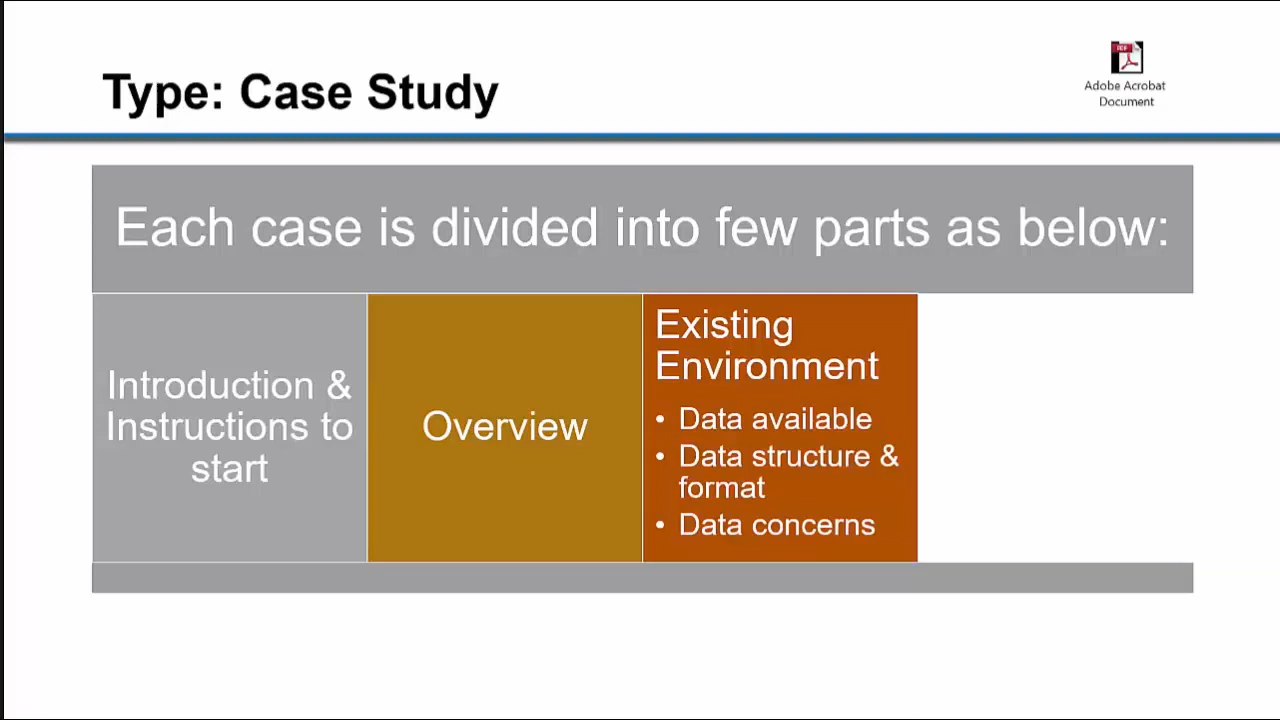 Type: Case Study
PDF
Adobe Acrobat
Document
Each case is divided into few parts as below:
Introduction &
Instructions to
start
Overview
Existing
Environment
• Data available
• Data structure &
format
• Data concerns